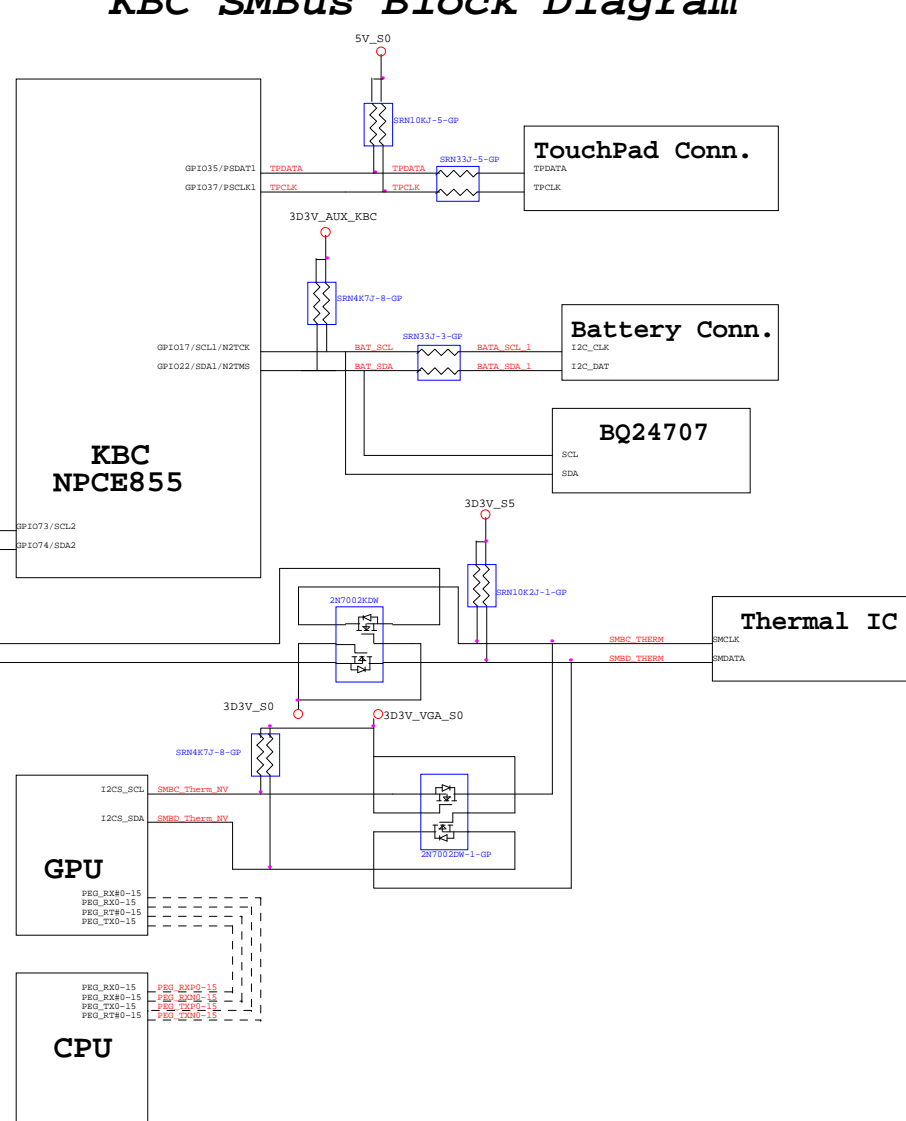 KBC SMBus Block Diagram
5V_S0
SRN10KJ-5-GP
TouchPad Conn.
SRN33J-5-GP
GPIO35/PSDAT1 TPDATA TPDATA TPDATA
GPIO37/PSCLK1 TPCLK TPCLK TPCLK
3D3V_AUX_KBC
SRN4K7J-8-GP
Battery Conn.
SRN33J-3-GP
GPIO17/SCL1/N2TCK BAT_SCL BATA_SCL_1 I2C_CLK
GPIO22/SDA1/N2TMS BAT_SDA BATA_SDA_1 I2C_DAT
BQ24707
SCL
SDA
KBC
NPCE855
3D3V_S5
GPIO73/SCL2
GPIO74/SDA2
SRN10K2J-1-GP
2N7002KDW
Thermal IC
SMBC_THERM SMCLK
SMBD_THERM SMDATA
3D3V_S0
3D3V_VGA_S0
SRN4K7J-8-GP
I2CS_SCL SMBC_Therm_NV
I2CS_SDA SMBD_Therm_NV
2N7002DW-1-GP
GPU
PEG_RX#0-15
PEG_RX0-15
PEG_RT#0-15
PEG_TX0-15
PEG_RX0-15 PEG_RXP0-15
PEG_RX#0-15 PEG_RXN0-15
PEG_TX0-15 PEG_TXP0-15
PEG_RT#0-15 PEG_TXN0-15
CPU